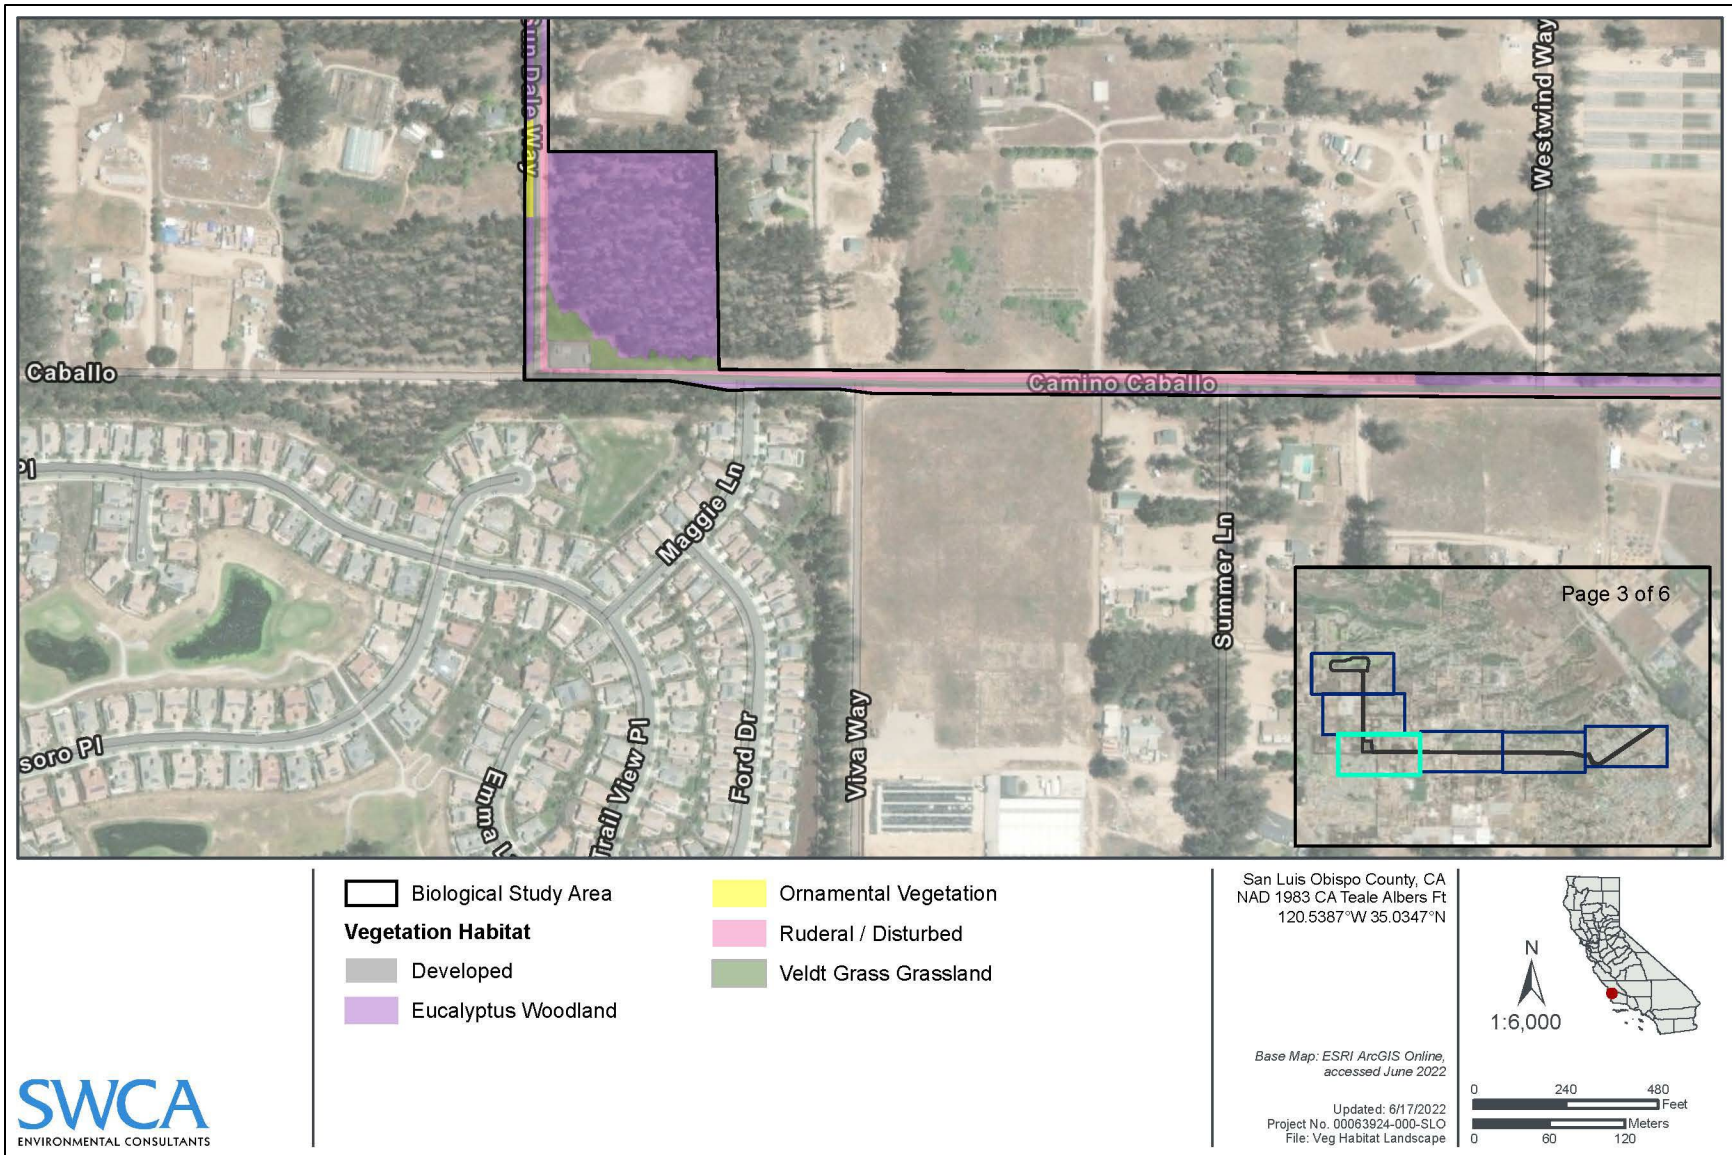 Sun Dale Way
Westwind Way
Caballo
Camino Caballo
Pl
Maggie Ln
Summer Ln
Page 3 of 6
soro Pl
Emma
Trail View Pl
Ford Dr
Viva Way
Biological Study Area
Vegetation Habitat
Developed
Eucalyptus Woodland
Ornamental Vegetation
Ruderal / Disturbed
Veldt Grass Grassland
San Luis Obispo County, CA
NAD 1983 CA Teale Albers Ft
120.5387°W 35.0347°N
Base Map: ESRI ArcGIS Online,
accessed June 2022
Updated: 6/17/2022
Project No. 00063924-000-SLO
File: Veg Habitat Landscape
N
1:6,000
0 240 480
Feet
Meters
0 60 120
SWCA
ENVIRONMENTAL CONSULTANTS